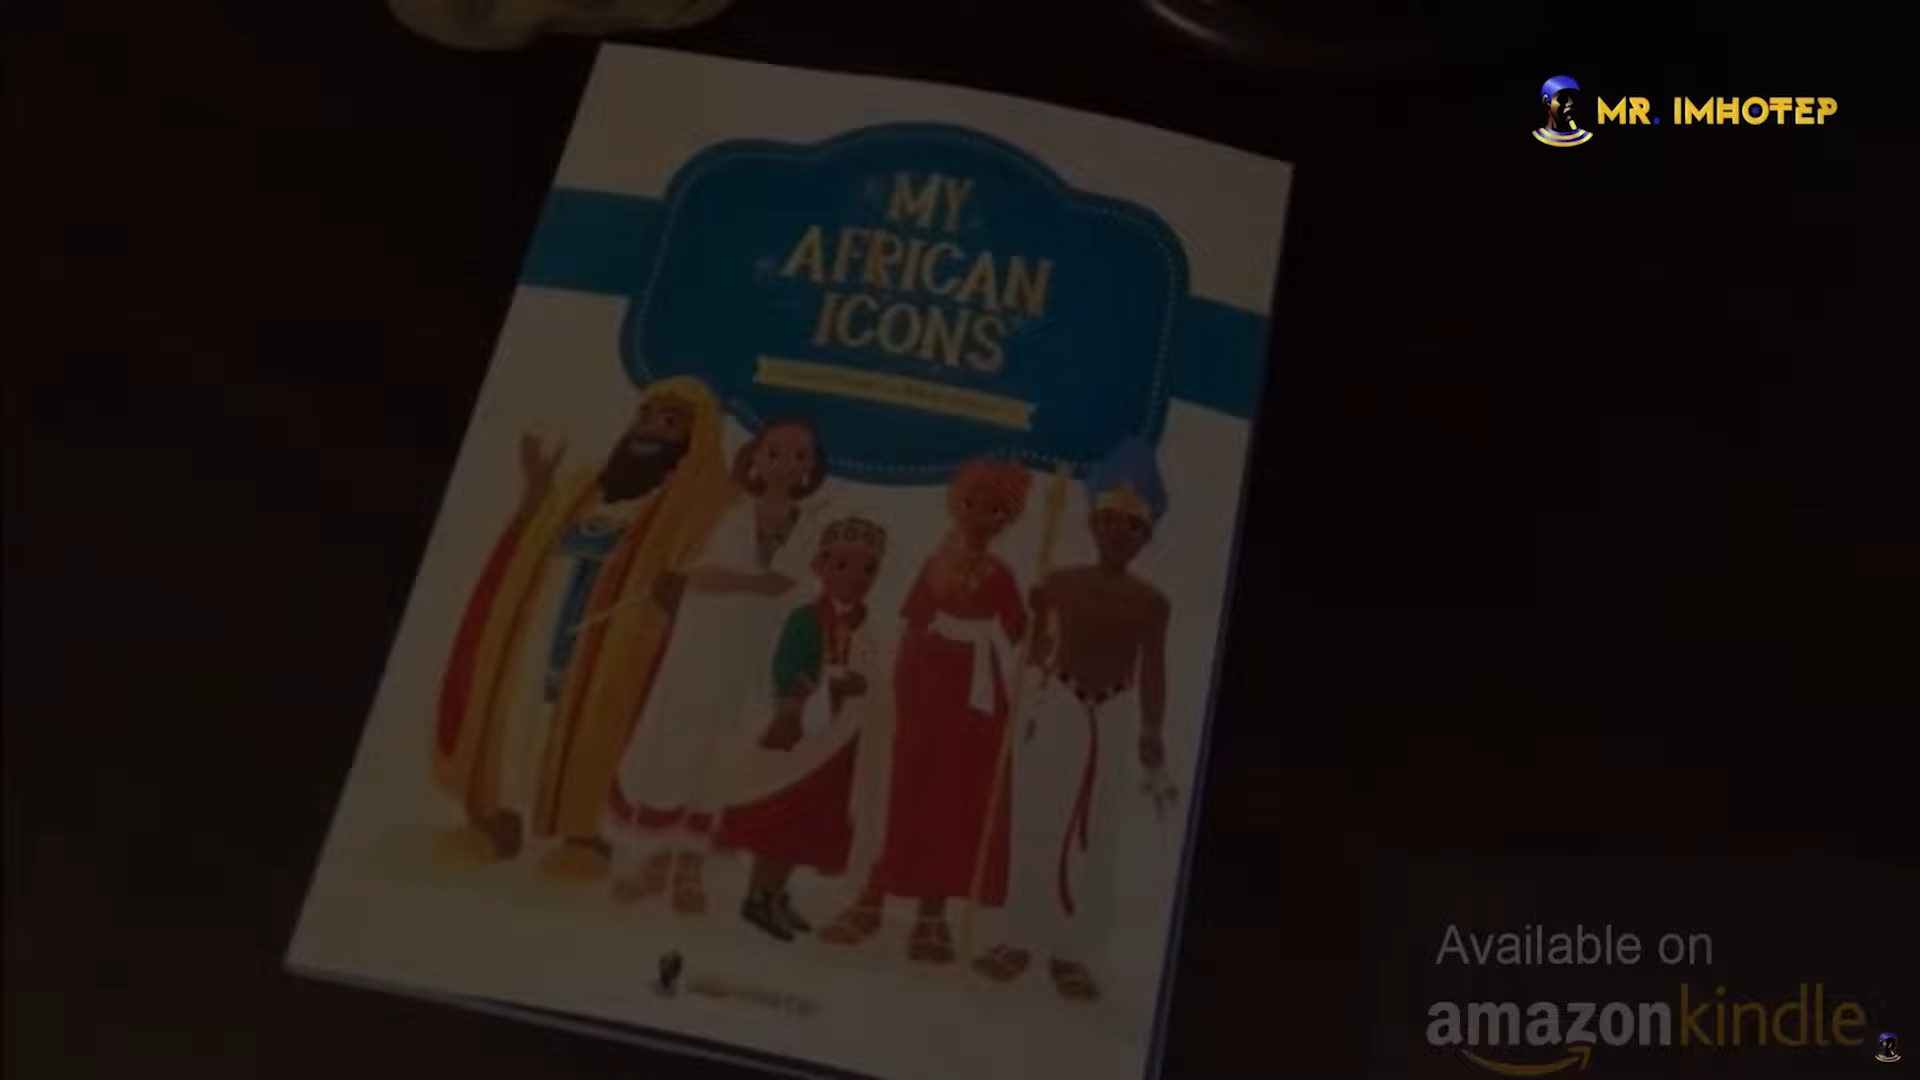 MR. IMHOTEP
MY
AFRICAN
ICONS
Available on
amazonkindle